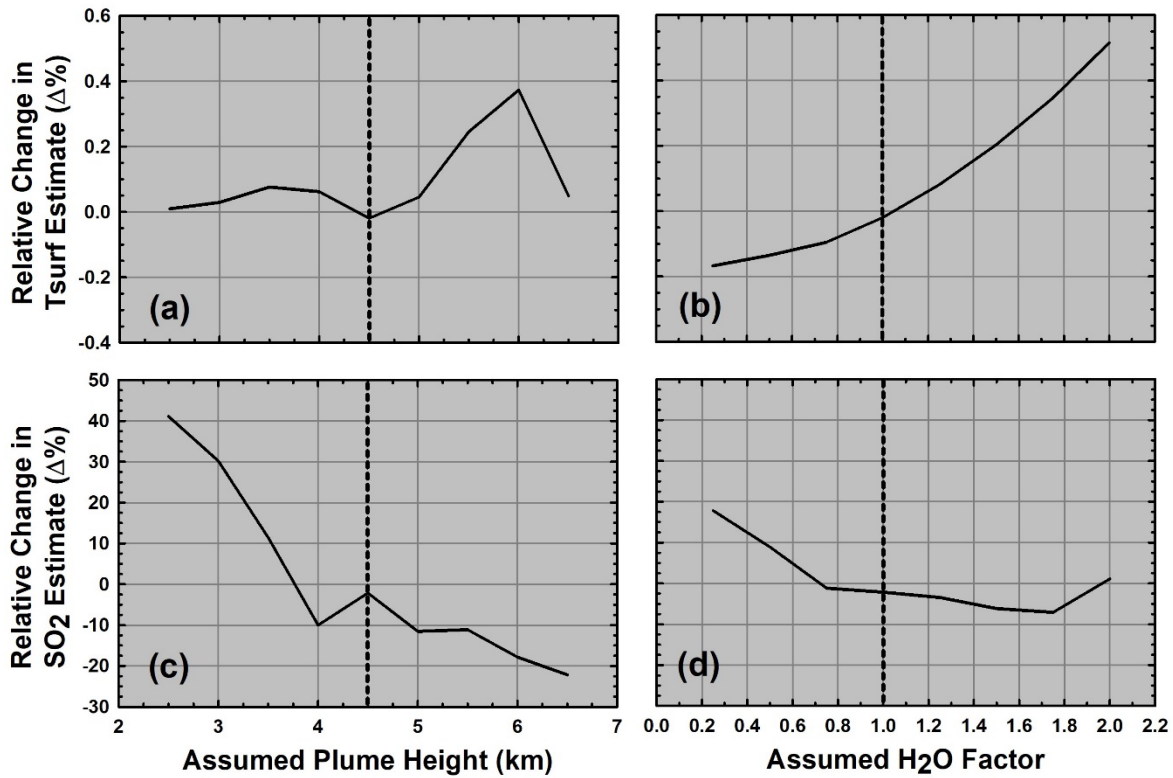 Relative Change in
Tsurf Estimate (Δ%)
0.6
0.4
0.2
0.0
-0.2
-0.4
(a)
(b)
Relative Change in
SO2 Estimate (Δ%)
50
40
30
20
10
0
-10
-20
-30
(c)
(d)
2 3 4 5 6 7
0.0 0.2 0.4 0.6 0.8 1.0 1.2 1.4 1.6 1.8 2.0 2.2
Assumed Plume Height (km)
Assumed H2O Factor